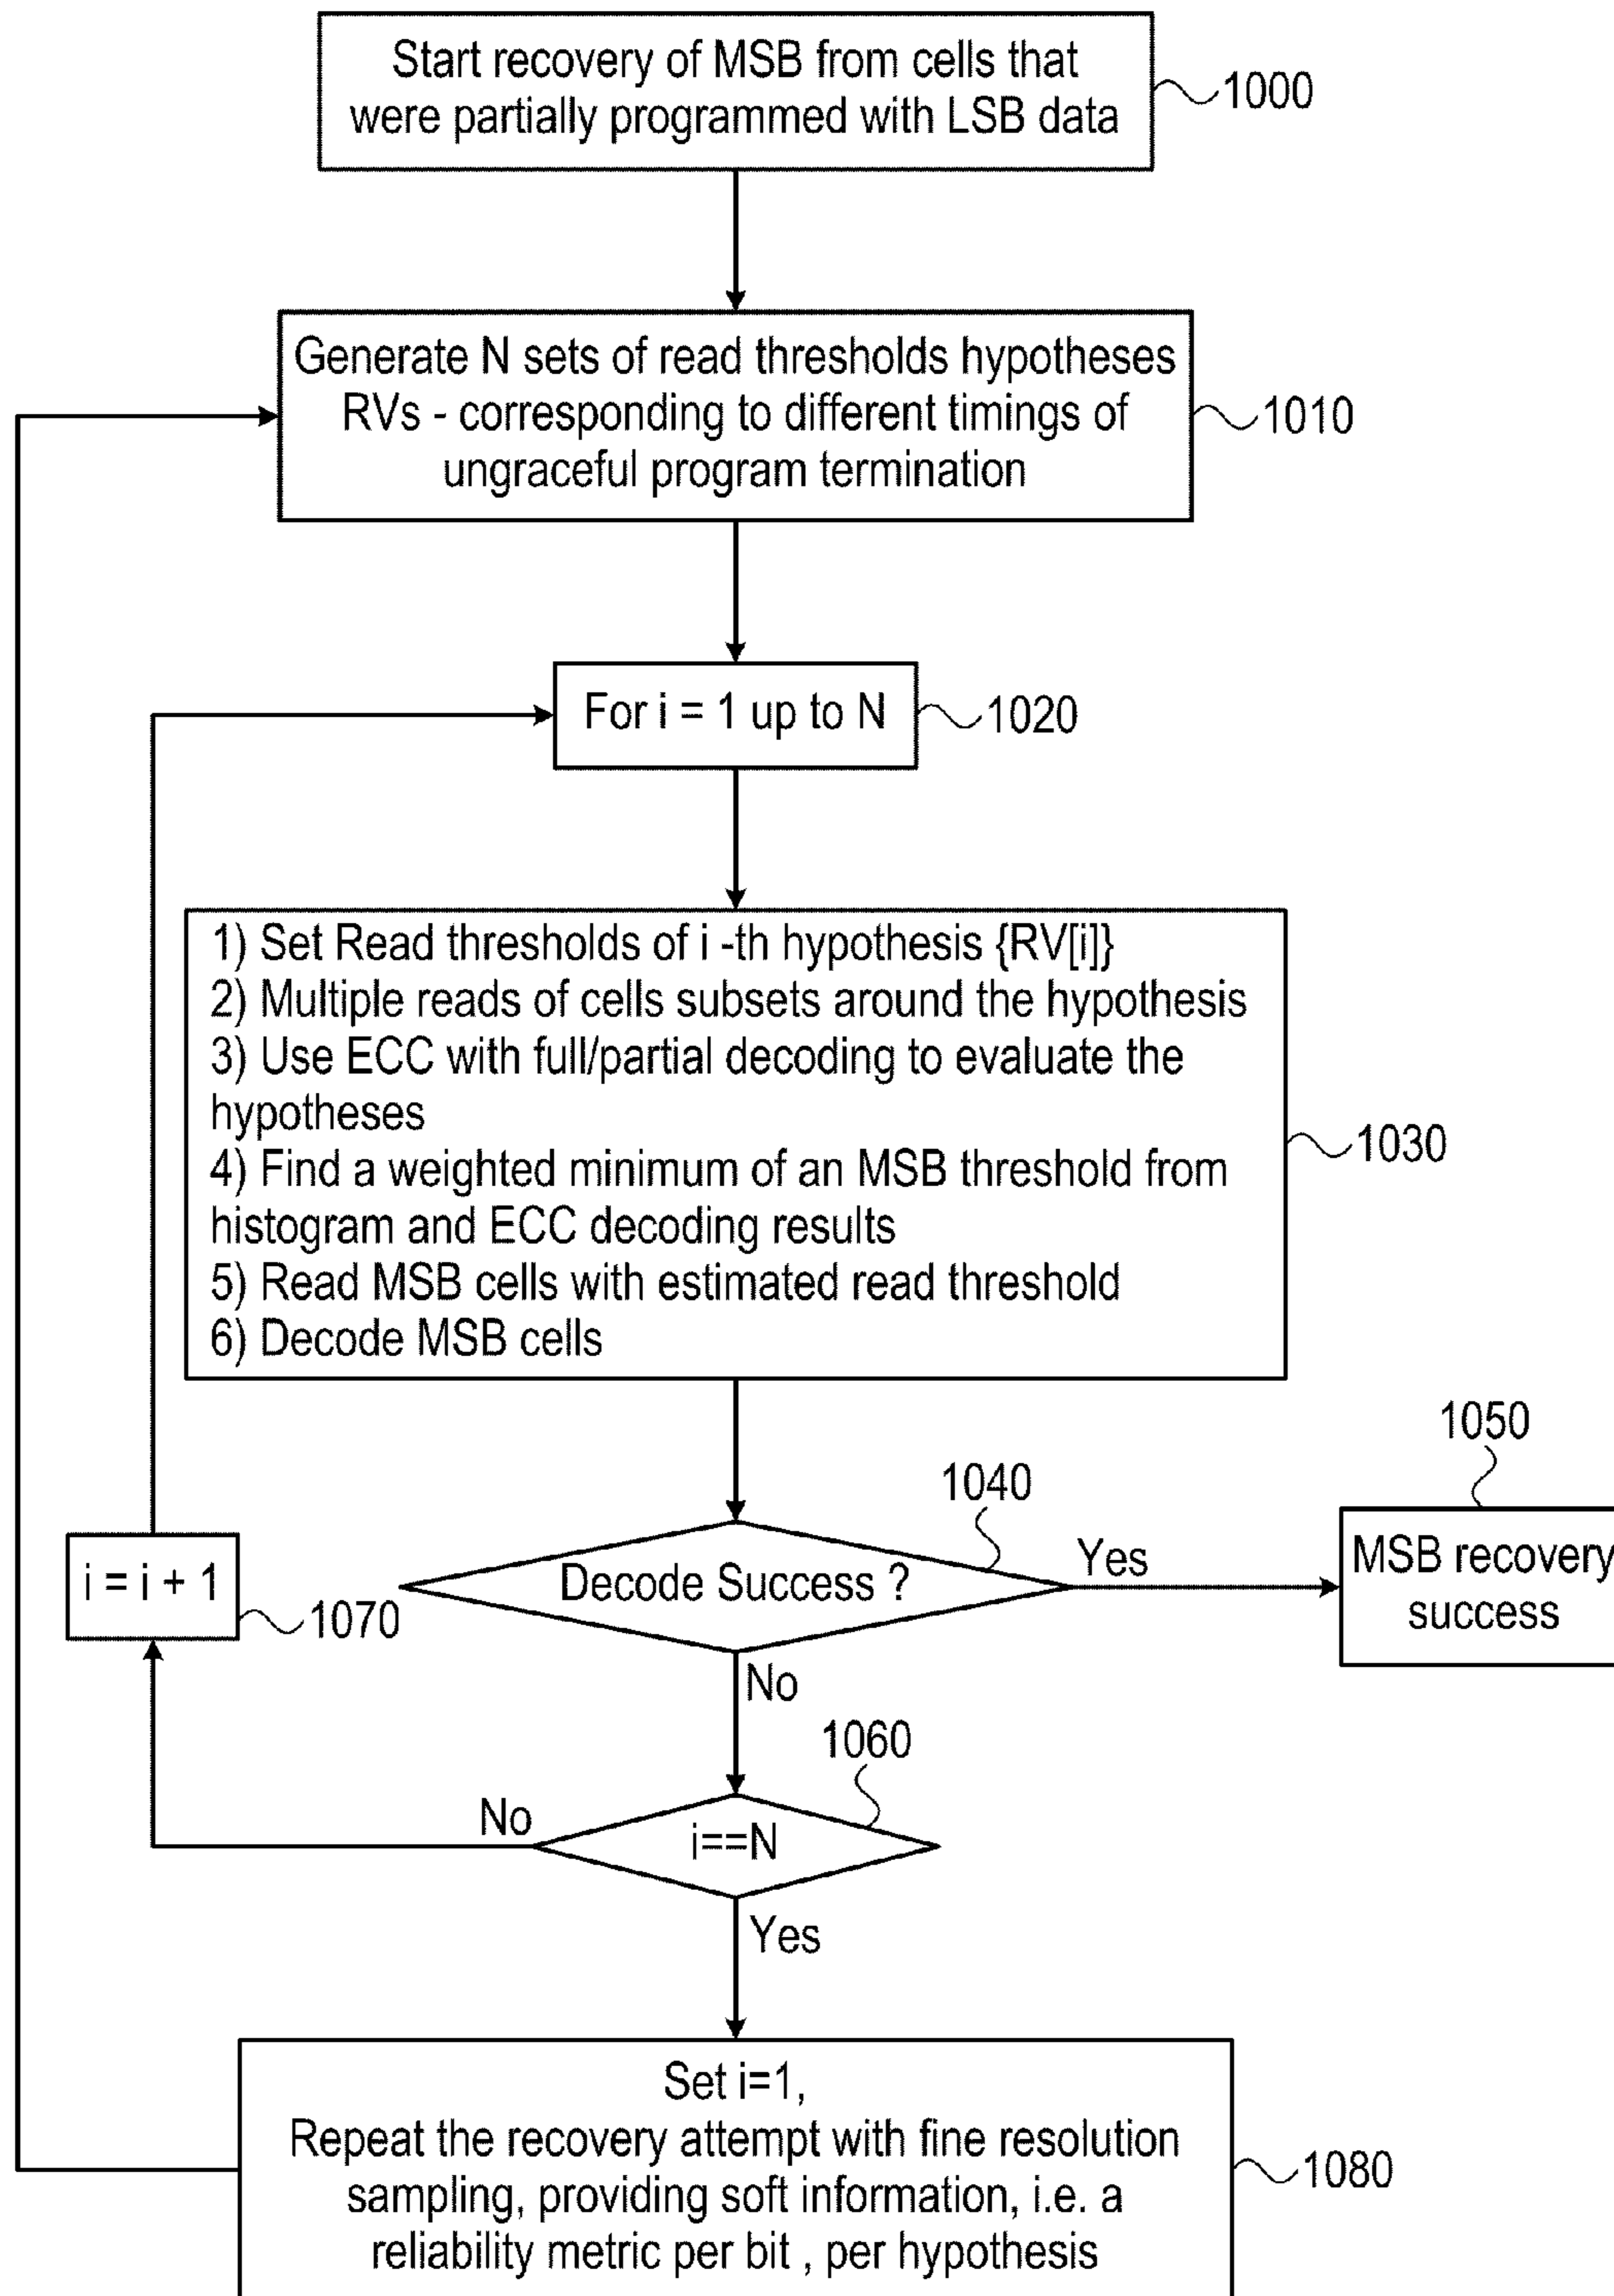 Start recovery of MSB from cells that
were partially programmed with LSB data
1000
Generate N sets of read thresholds hypotheses
RVs - corresponding to different timings of
ungraceful program termination
1010
For i = 1 up to N
1020
1) Set Read thresholds of i -th hypothesis {RV[i]}
2) Multiple reads of cells subsets around the hypothesis
3) Use ECC with full/partial decoding to evaluate the
hypotheses
4) Find a weighted minimum of an MSB threshold from
histogram and ECC decoding results
5) Read MSB cells with estimated read threshold
6) Decode MSB cells
1030
1040
Decode Success ?
Yes
1050
MSB recovery
success
i = i + 1
1070
No
1060
i==N
No
Yes
Set i=1,
Repeat the recovery attempt with fine resolution
sampling, providing soft information, i.e. a
reliability metric per bit , per hypothesis
1080